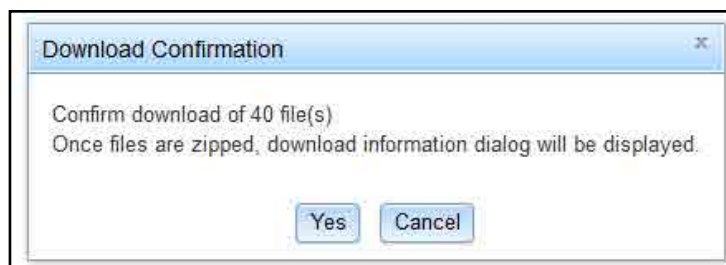 Download Confirmation x
Confirm download of 40 file(s)
Once files are zipped, download information dialog will be displayed.
Yes Cancel